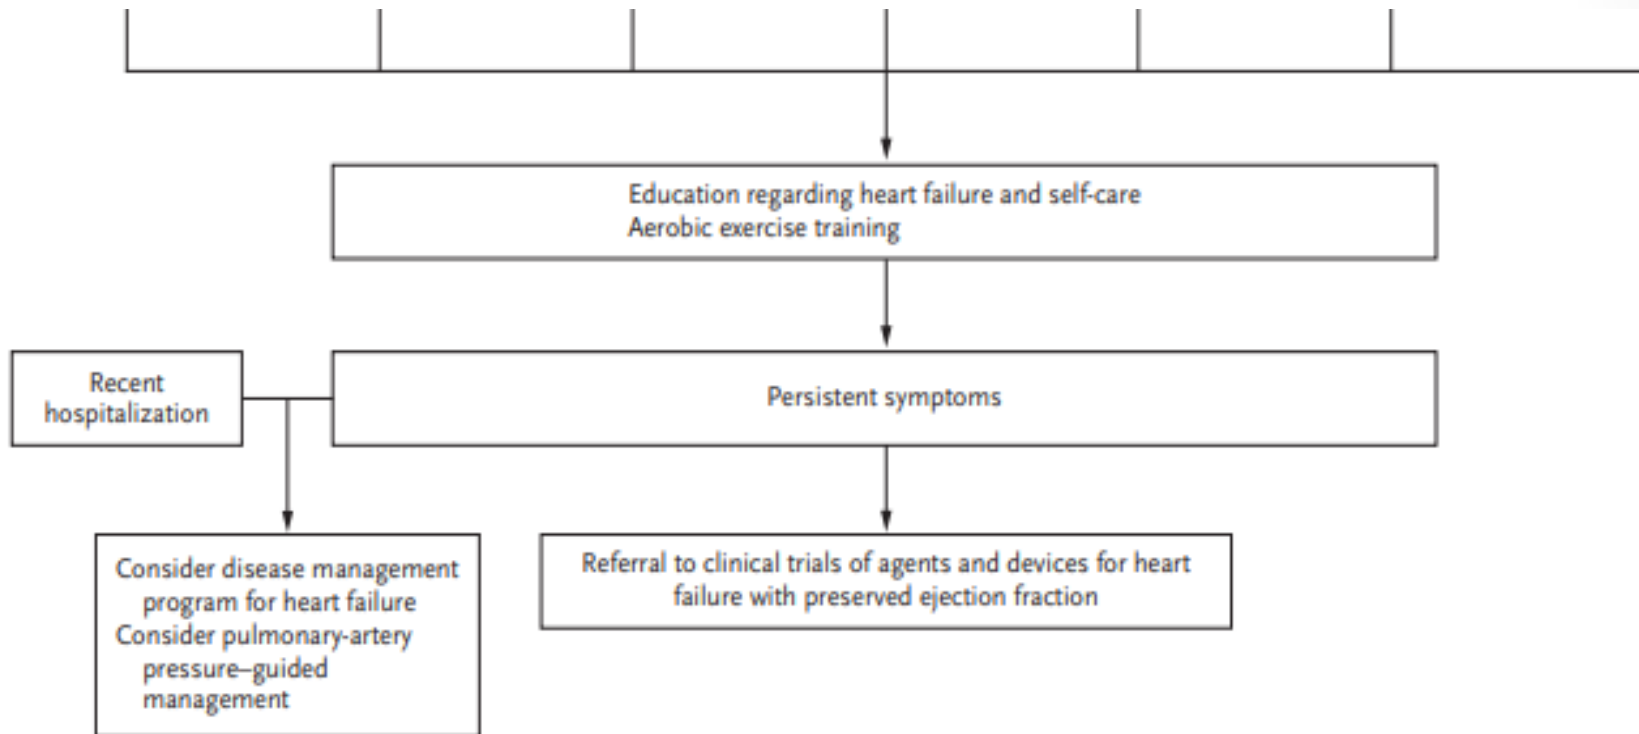 Education regarding heart failure and self-care
Aerobic exercise training
Recent
hospitalization
Persistent symptoms
Consider disease management
program for heart failure
Consider pulmonary-artery
pressure–guided
management
Referral to clinical trials of agents and devices for heart
failure with preserved ejection fraction